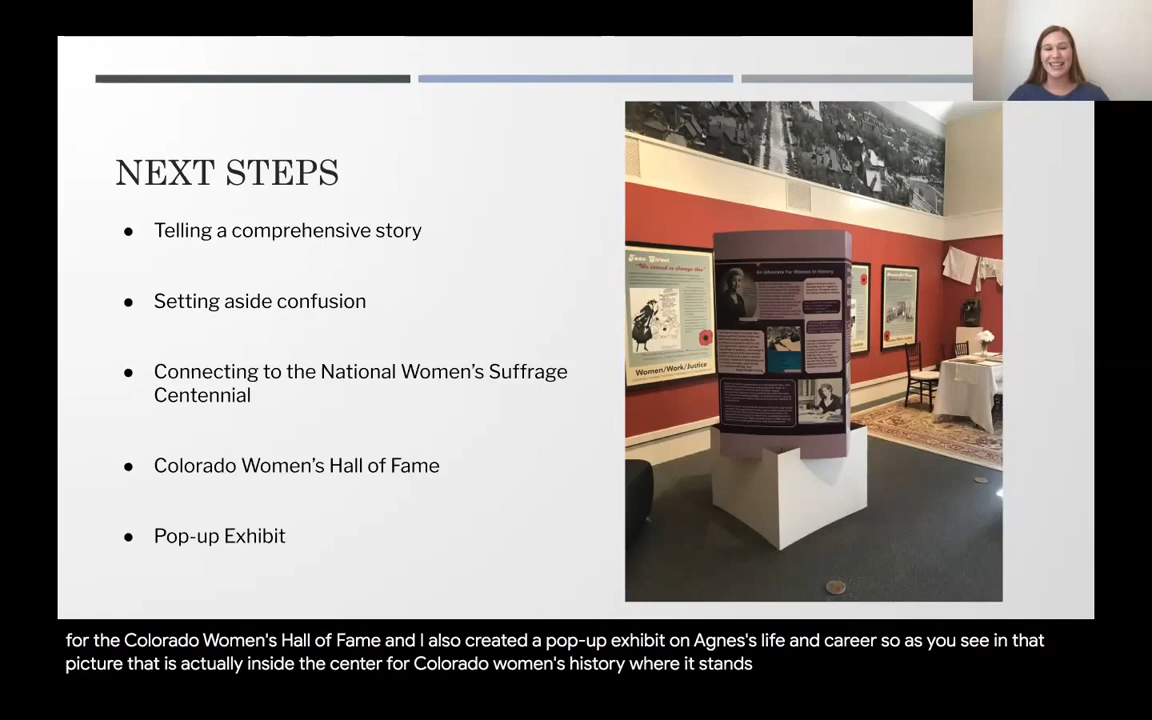 NEXT STEPS
● Telling a comprehensive story
● Setting aside confusion
● Connecting to the National Women's Suffrage
Centennial
● Colorado Women's Hall of Fame
● Pop-up Exhibit
Jane Street
"We intend to change this"
Women/Work/Justice
An Advocate For Women In History
for the Colorado Women's Hall of Fame and I also created a pop-up exhibit on Agnes's life and career so as you see in that
picture that is actually inside the center for Colorado women's history where it stands